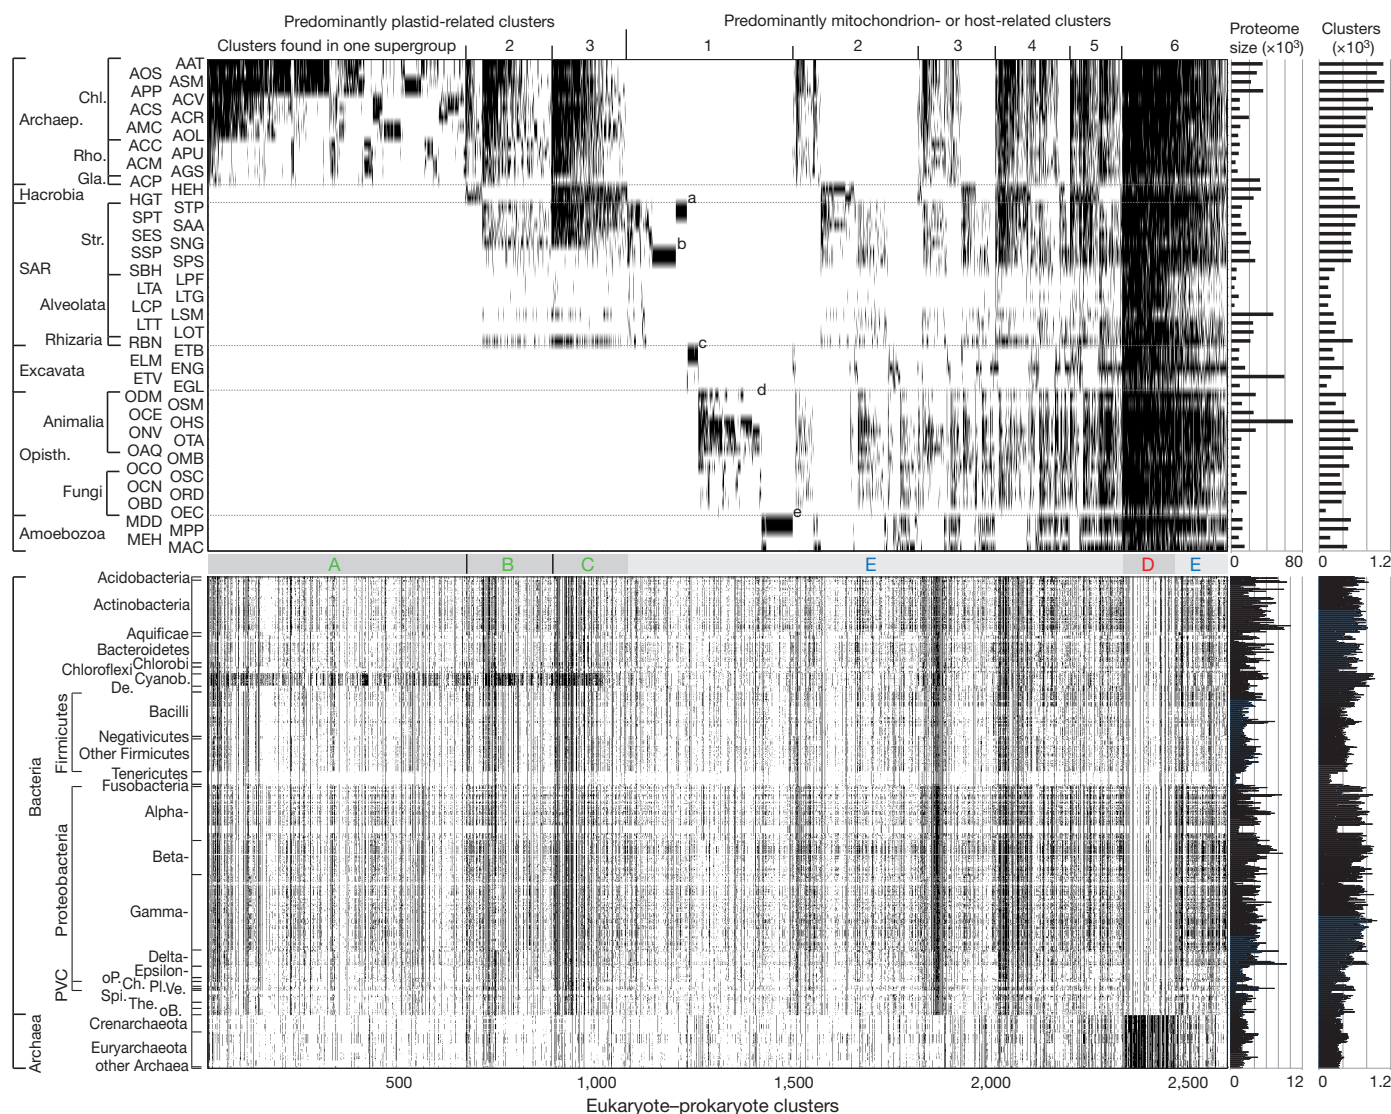 Predominantly plastid-related clusters
Predominantly mitochondrion- or host-related clusters
Proteome size (×10³)
Clusters (×10³)
Clusters found in one supergroup
2
3
1
2
3
4
5
6
Archaep.
Chl.
Rho.
Gla.
Hacrobia
SAR
Str.
Alveolata
Rhizaria
Excavata
Opisth.
Animalia
Fungi
Amoebozoa
AAT
AOS
ASM
APP
ACV
ACS
ACR
AMC
AOL
ACC
APU
ACM
AGS
ACP
HEH
HGT
STP
SPT
SAA
SES
SNG
SSP
SPS
SBH
LPF
LTA
LTG
LCP
LSM
LTT
LOT
RBN
ETB
ELM
ENG
ETV
EGL
ODM
OSM
OCE
OHS
ONV
OTA
OAQ
OMB
OCO
OSC
OCN
ORD
OBD
OEC
MDD
MPP
MEH
MAC
a
b
c
d
e
A
B
C
E
D
E
0 80
0 1.2
Bacteria
Firmicutes
Proteobacteria
PVC
Archaea
Acidobacteria
Actinobacteria
Aquificae
Bacteroidetes
Chlorobi
Chloroflexi
Cyanob.
De.
Bacilli
Negativicutes
Other Firmicutes
Tenericutes
Fusobacteria
Alpha-
Beta-
Gamma-
Delta-
Epsilon-
oP.
Ch.
Pl.
Ve.
Spi.
The.
oB.
Crenarchaeota
Euryarchaeota
other Archaea
500
1,000
1,500
2,000
2,500
0 12
0 1.2
Eukaryote–prokaryote clusters